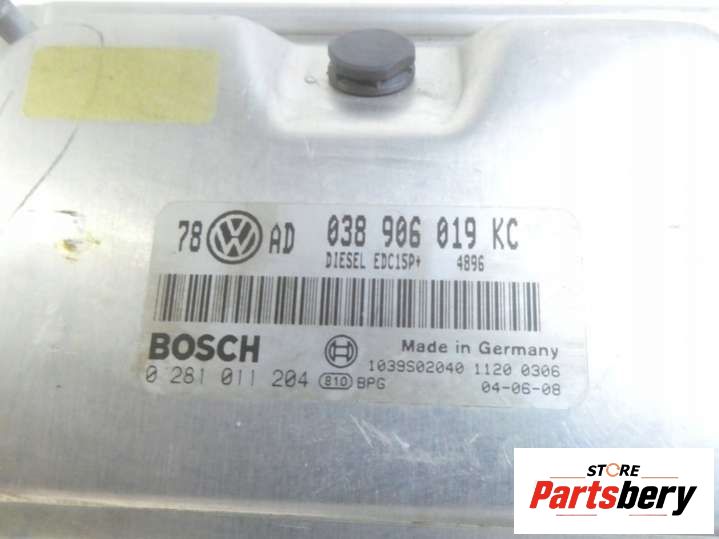 78 VW AD 038 906 019 KC
DIESEL EDC15P+ 4896
BOSCH Made in Germany
1039S02040 1120 0306
0 281 011 204 810 BPG 04-06-08
STORE
Partsbery